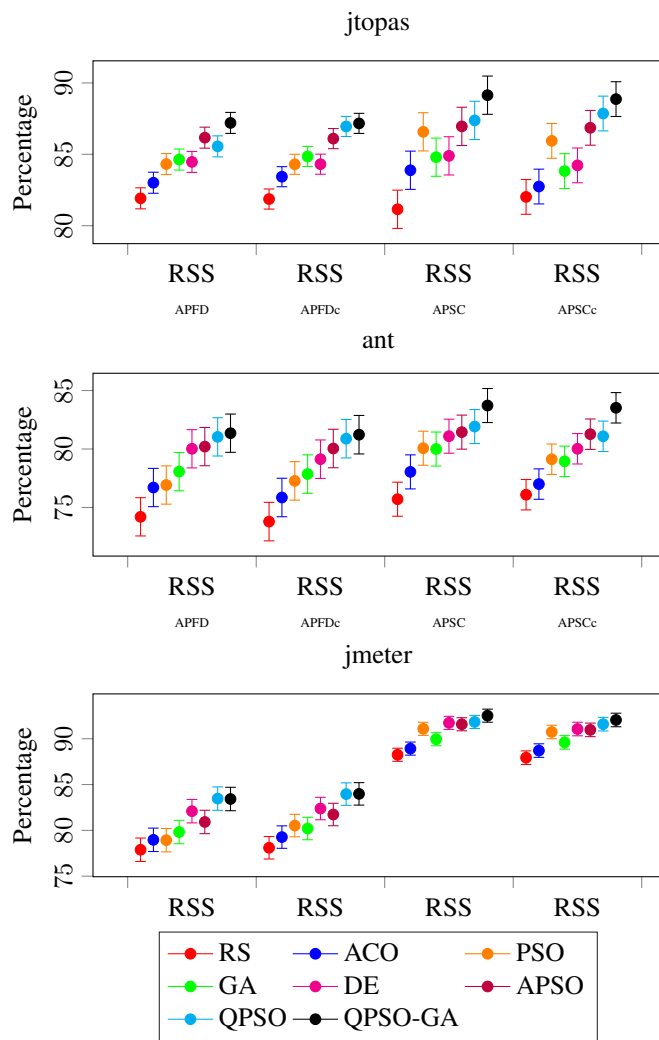 jtopas
90
85
80
Percentage
RSS RSS RSS RSS
APFD APFDc APSC APSCc
ant
85
80
75
Percentage
RSS RSS RSS RSS
APFD APFDc APSC APSCc
jmeter
90
85
80
75
Percentage
RSS RSS RSS RSS
RS ACO PSO
GA DE APSO
QPSO QPSO-GA